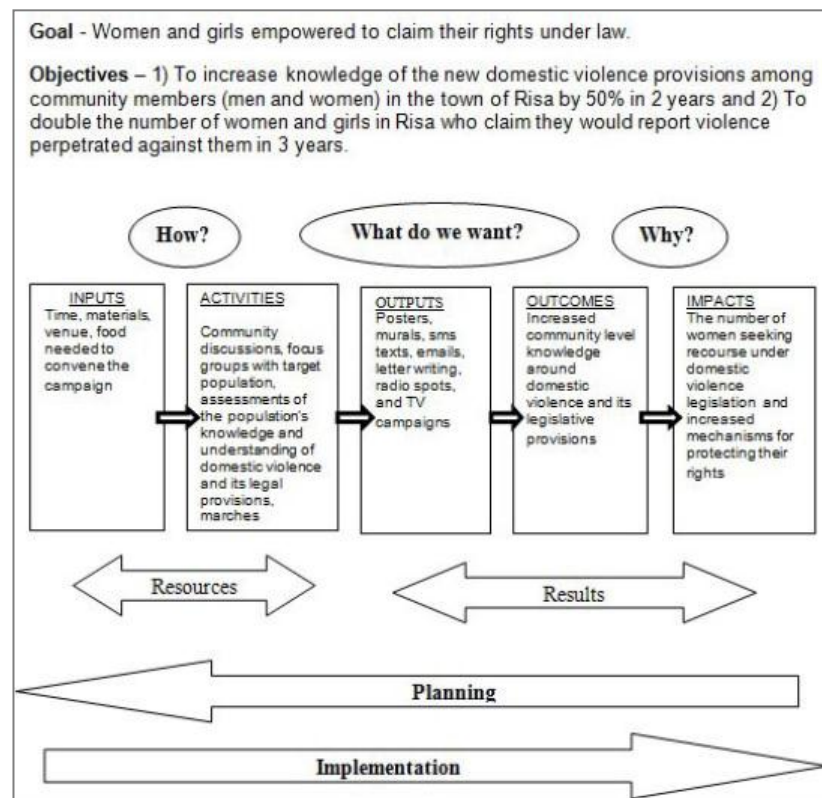 Goal - Women and girls empowered to claim their rights under law.
Objectives – 1) To increase knowledge of the new domestic violence provisions among
community members (men and women) in the town of Risa by 50% in 2 years and 2) To
double the number of women and girls in Risa who claim they would report violence
perpetrated against them in 3 years.
How?
What do we want?
Why?
INPUTS
Time, materials,
venue, food
needed to
convene the
campaign
ACTIVITIES
Community
discussions, focus
groups with target
population,
assessments of
the population's
knowledge and
understanding of
domestic violence
and its legal
provisions,
marches
OUTPUTS
Posters,
murals, sms
texts, emails,
letter writing,
radio spots,
and TV
campaigns
OUTCOMES
Increased
community level
knowledge
around
domestic
violence and its
legislative
provisions
IMPACTS
The number of
women seeking
recourse under
domestic
violence
legislation and
increased
mechanisms for
protecting their
rights
Resources
Results
Planning
Implementation